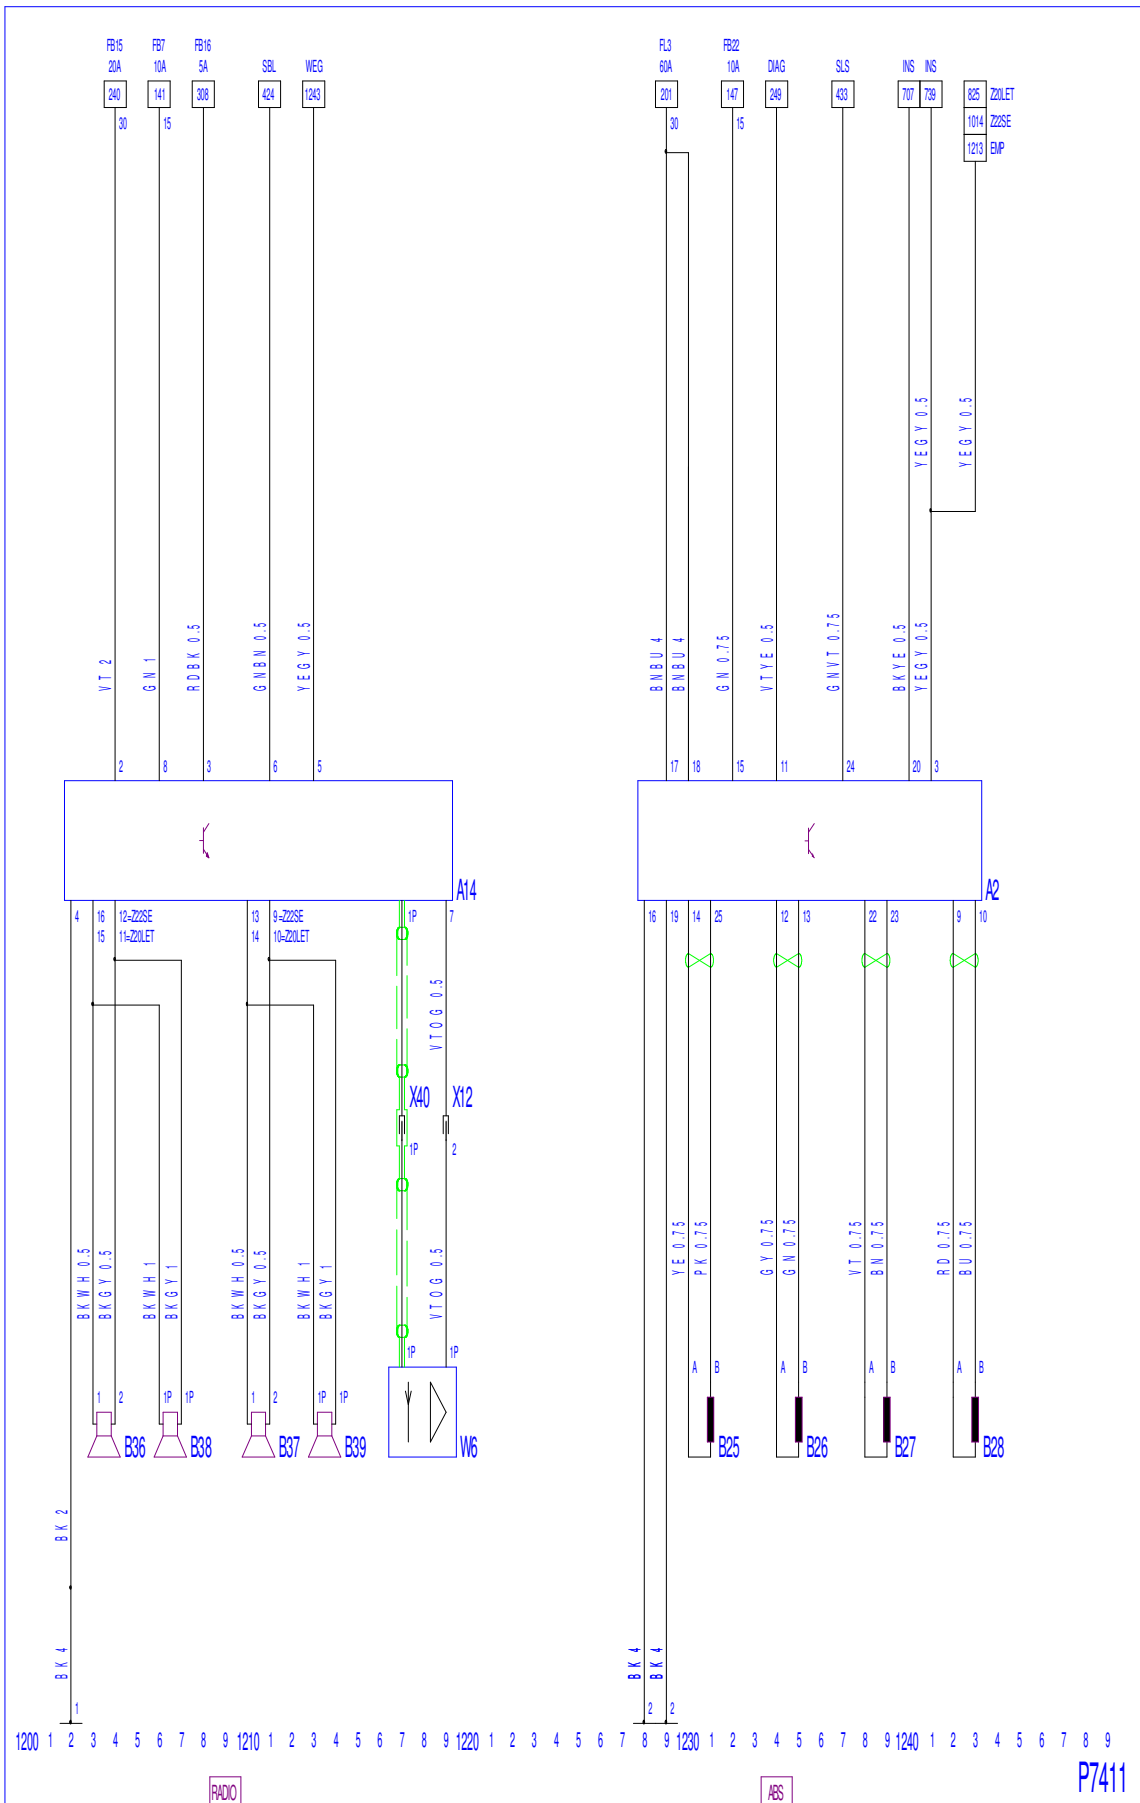 FB15 FB7 FB16 FL3 FB22
20A 10A 5A SBL WEG 60A 10A DIAG SLS INS INS
240 141 308 424 1243 201 147 249 433 707 739 825 Z20LET
30 15 30 15 1014 Z22SE
1213 EMP
YEGY 0.5
YEGY 0.5
VT 2
GN 1
RDBK 0.5
GNBN 0.5
YEGY 0.5
BNBU 4
BNBU 4
GN 0.75
VTYE 0.5
GNVT 0.75
BKYE 0.5
YEGY 0.5
2 8 3 6 5 17 18 15 11 24 20 3
A14 A2
4 16 12=Z22SE 13 9=Z22SE 1P 7 16 19 14 25 12 13 22 23 9 10
15 11=Z20LET 14 10=Z20LET
VTOG 0.5
X40 X12
1P 2
BKWH 0.5
BKGY 0.5
BKWH 1
BKGY 1
BKWH 0.5
BKGY 0.5
BKWH 1
BKGY 1
VTOG 0.5
YE 0.75
PK 0.75
GY 0.75
GN 0.75
VT 0.75
BN 0.75
RD 0.75
BU 0.75
1P 1P
A B A B A B A B
1 2 1P 1P 1 2 1P 1P
B36 B38 B37 B39 W6 B25 B26 B27 B28
BK 2
BK 4
BK 4
BK 4
1 2 2
1200 1 2 3 4 5 6 7 8 9 1210 1 2 3 4 5 6 7 8 9 1220 1 2 3 4 5 6 7 8 9 1230 1 2 3 4 5 6 7 8 9 1240 1 2 3 4 5 6 7 8 9
P7411
RADIO ABS